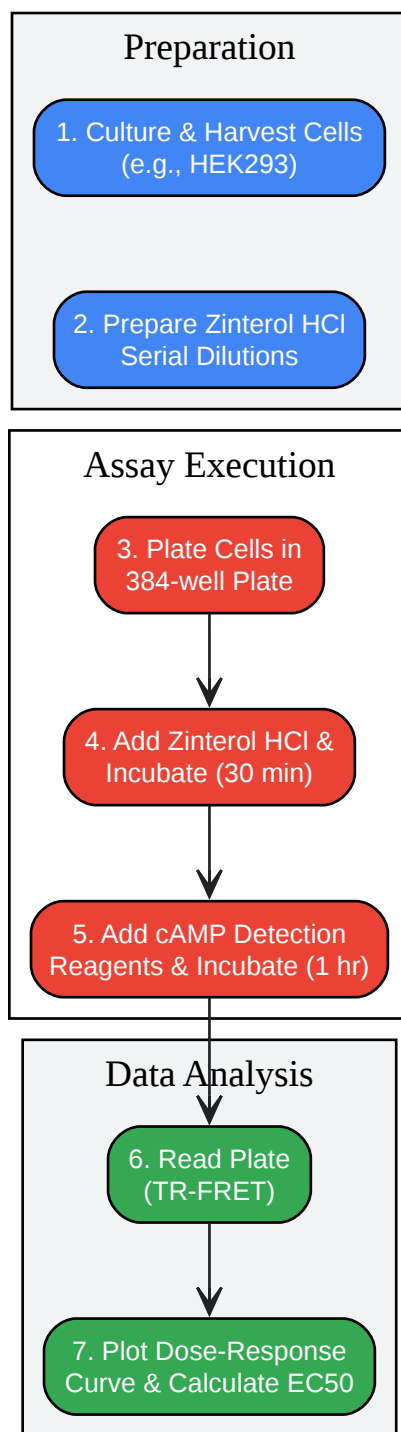 Preparation
1. Culture & Harvest Cells
(e.g., HEK293)
2. Prepare Zinterol HCl
Serial Dilutions
Assay Execution
3. Plate Cells in
384-well Plate
4. Add Zinterol HCl &
Incubate (30 min)
5. Add cAMP Detection
Reagents & Incubate (1 hr)
Data Analysis
6. Read Plate
(TR-FRET)
7. Plot Dose-Response
Curve & Calculate EC50